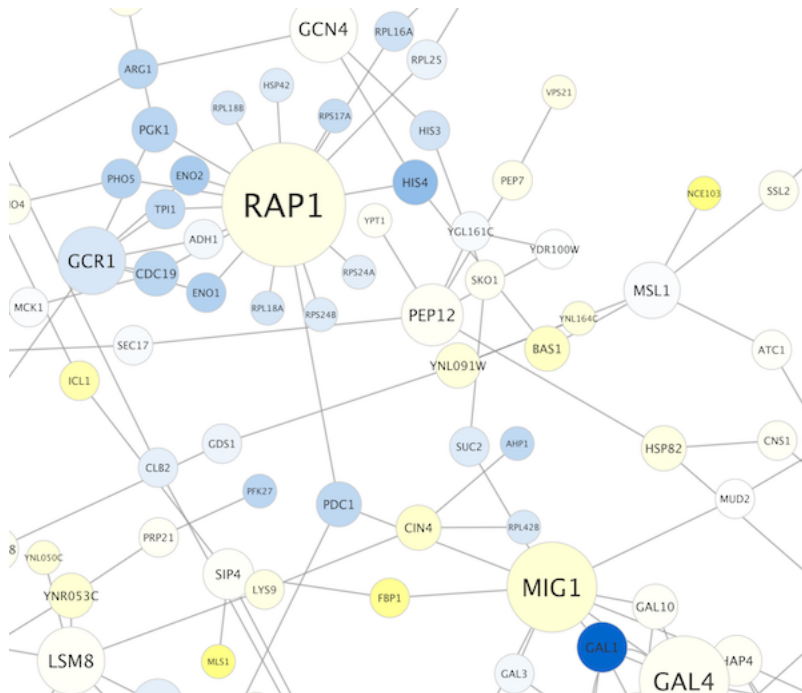 GCN4
RPL16A
RPL25
ARG1
HSP42
VPS21
RPL18B
RPS17A
PGK1
HIS3
PHO5
ENO2
HIS4
PEP7
NCE103
SSL2
IO4
TPI1
RAP1
YPT1
YGL161C
ADH1
YDR100W
GCR1
CDC19
RPS24A
SKO1
ENO1
MSL1
MCK1
RPL18A
RPS24B
PEP12
YNL164C
SEC17
BAS1
ATC1
YNL091W
ICL1
GDS1
SUC2
AHP1
HSP82
CNS1
CLB2
PFK27
PDC1
MUD2
CIN4
RPL42B
PRP21
8
YNL050C
SIP4
LYS9
YNR053C
FBP1
MIG1
GAL10
GAL1
MLS1
LSM8
GAL3
HAP4
GAL4